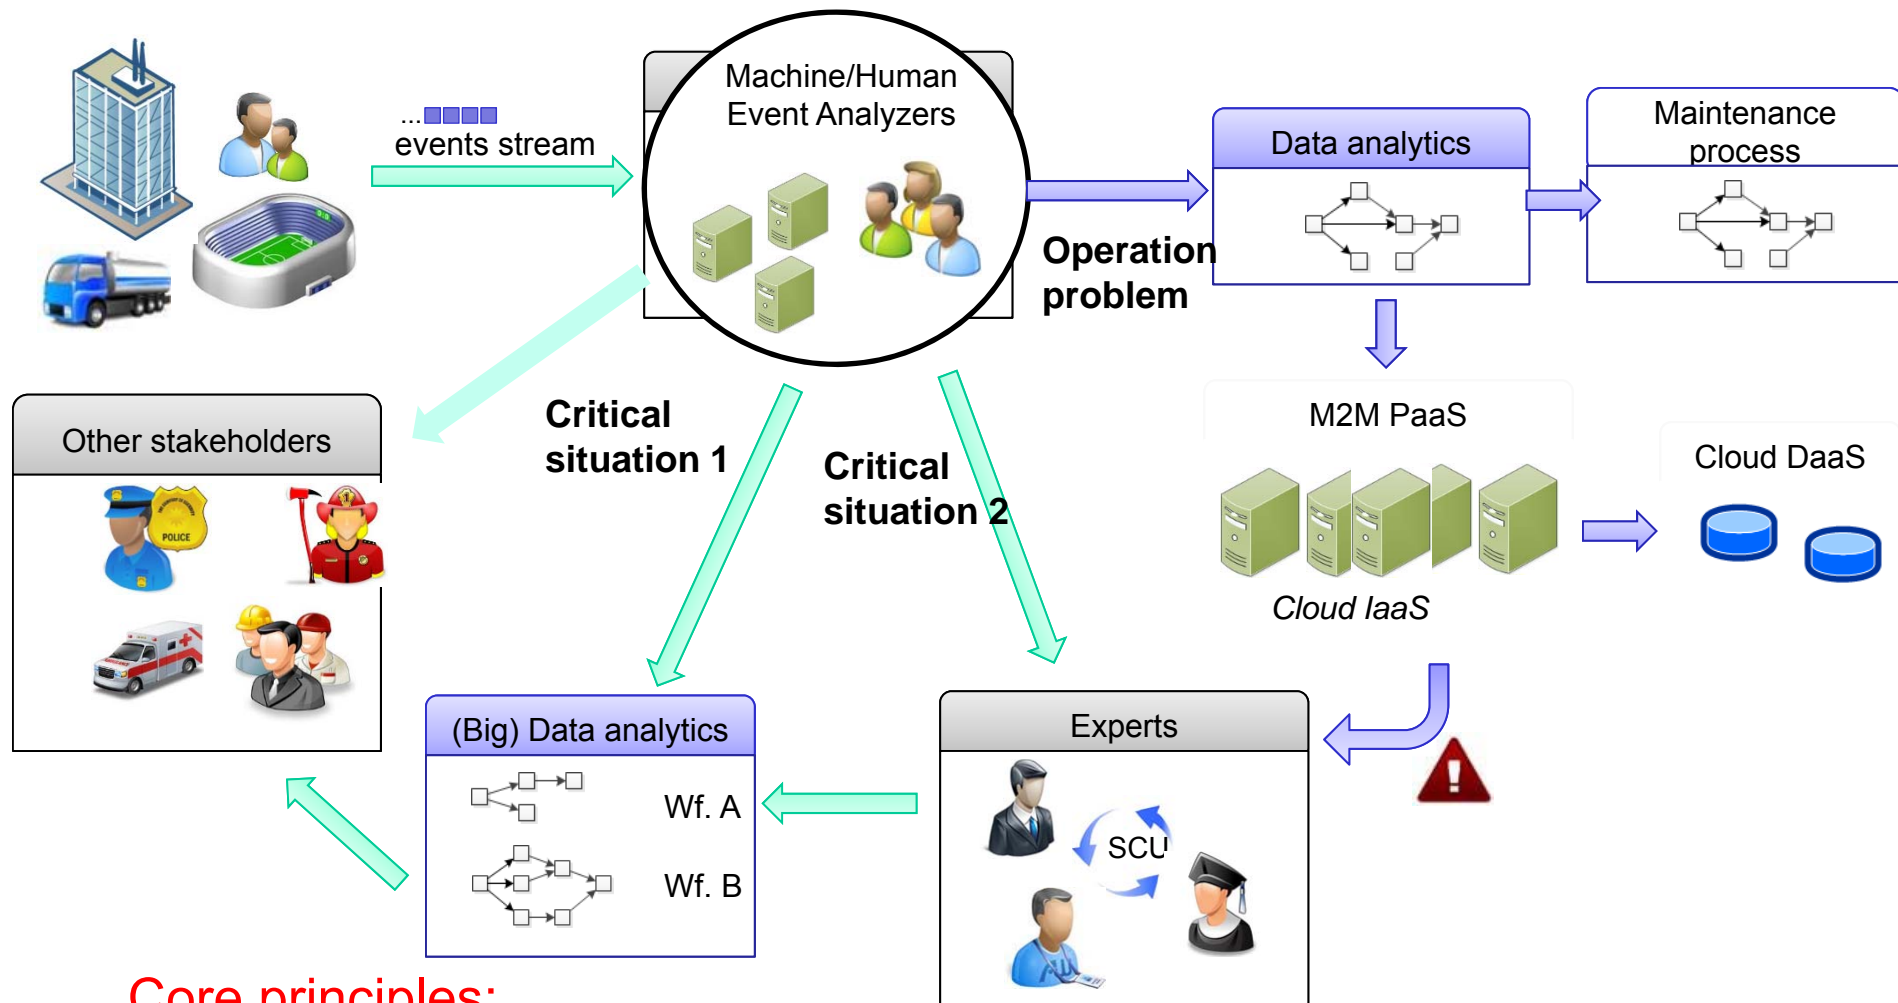 ...
events stream
Machine/Human
Event Analyzers
Data analytics
Maintenance
process
Operation
problem
Other stakeholders
POLICE
1
Critical
situation 1
Critical
situation 2
M2M PaaS
Cloud DaaS
Cloud IaaS
(Big) Data analytics
Wf. A
Wf. B
Experts
SCU
Core principles: